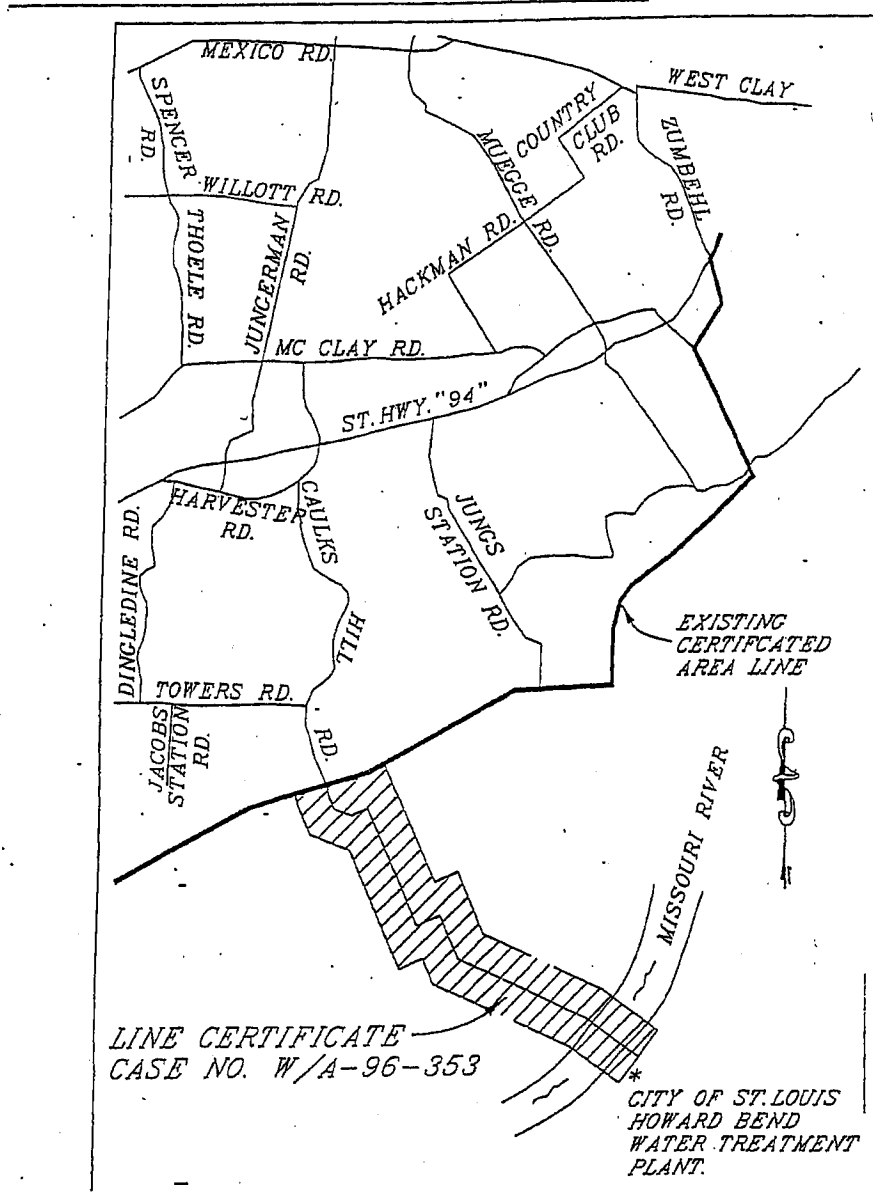 MEXICO RD.
WEST CLAY
SPENCER
RD.
COUNTRY
CLUB
RD.
MUEGGE
RD.
ZUMBEHL
RD.
WILLOTT RD.
THOELE RD.
JUNGERMAN
RD.
HACKMAN RD.
MC CLAY RD.
ST. HWY. "94"
HARVESTER
RD.
CAULKS
HILL
RD.
JUNGS
STATION RD.
DINGLEDINE RD.
EXISTING
CERTIFCATED
AREA LINE
TOWERS RD.
JACOBS
STATION
RD.
MISSOURI RIVER
LINE CERTIFICATE
CASE NO. W/A-96-353
*
CITY OF ST.LOUIS
HOWARD BEND
WATER TREATMENT
PLANT.